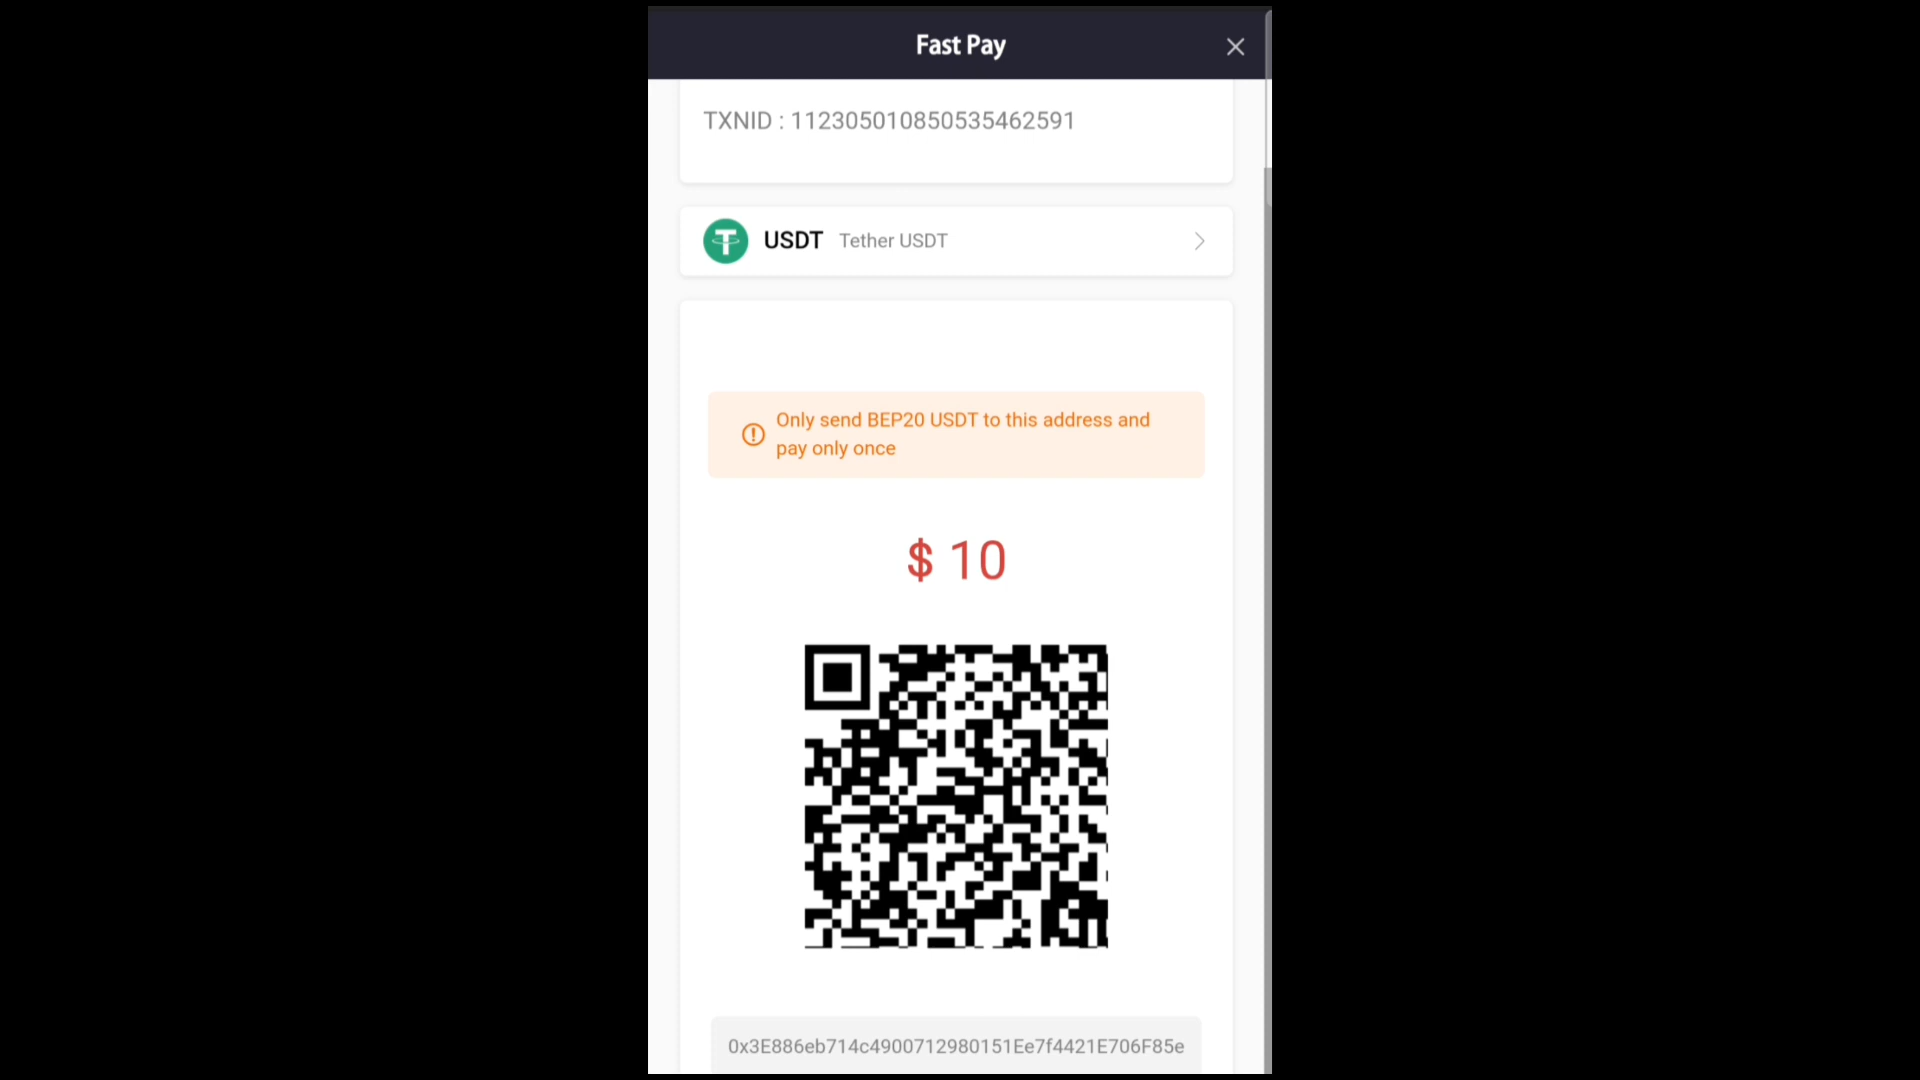 Fast Pay
TXNID : 112305010850535462591
USDT Tether USDT
Only send BEP20 USDT to this address and
pay only once
$ 10
0x3E886eb714c4900712980151Ee7f4421E706F85e